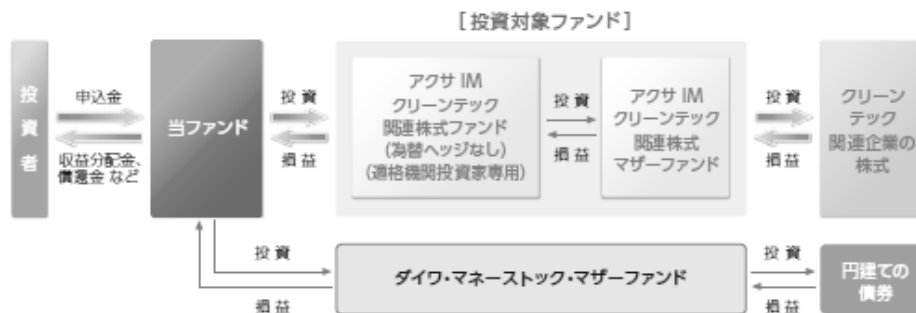 [投資対象ファンド]
投資者
申込金
収益分配金、
償還金 など
当ファンド
投 資
損 益
アクサ IM
クリーンテック
関連株式ファンド
(為替ヘッジなし)
(適格機関投資家専用)
投 資
損 益
アクサ IM
クリーンテック
関連株式
マザーファンド
投 資
損 益
クリーン
テック
関連企業の
株式
投 資
損 益
ダイワ・マネーストック・マザーファンド
投 資
損 益
円建ての
債券